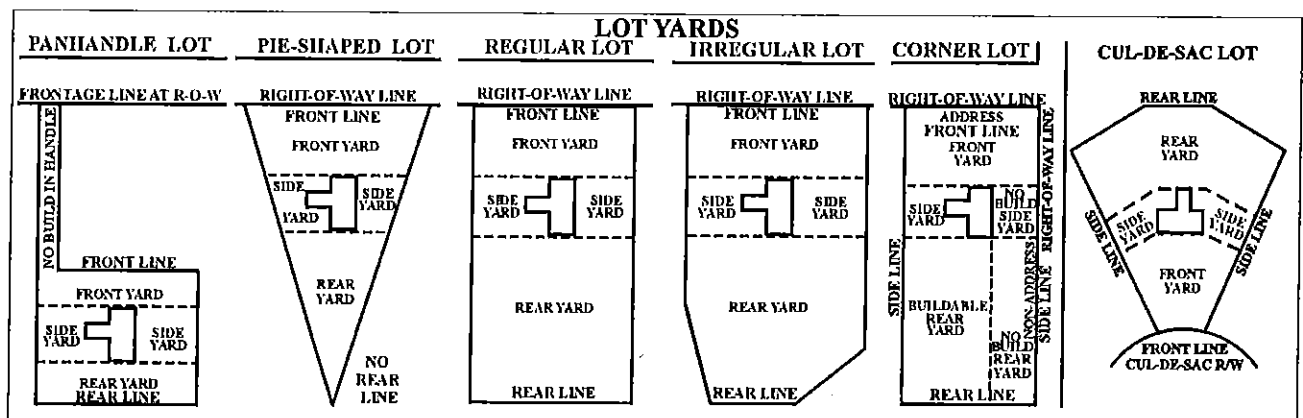 LOT YARDS
PANHANDLE LOT
FRONTAGE LINE AT R-O-W
NO BUILD IN HANDLE
FRONT LINE
FRONT YARD
SIDE
YARD
SIDE
YARD
REAR YARD
REAR LINE
PIE-SHAPED LOT
RIGHT-OF-WAY LINE
FRONT LINE
FRONT YARD
SIDE
YARD
SIDE
YARD
REAR
YARD
NO
REAR
LINE
REGULAR LOT
RIGHT-OF-WAY LINE
FRONT LINE
FRONT YARD
SIDE
YARD
SIDE
YARD
REAR YARD
REAR LINE
IRREGULAR LOT
RIGHT-OF-WAY LINE
FRONT LINE
FRONT YARD
SIDE
YARD
SIDE
YARD
REAR YARD
REAR LINE
CORNER LOT
RIGHT-OF-WAY LINE
ADDRESS
FRONT LINE
FRONT
YARD
SIDE
YARD
NO
BUILD
SIDE
YARD
RIGHT-OF-WAY LINE
SIDE LINE
BUILDABLE
REAR
YARD
NON-ADDRESS
SIDE LINE
NO
BUILD
REAR
YARD
REAR LINE
CUL-DE-SAC LOT
REAR LINE
REAR
YARD
SIDE
YARD
SIDE
YARD
SIDE LINE
SIDE LINE
FRONT
YARD
FRONT LINE
CUL-DE-SAC R/W